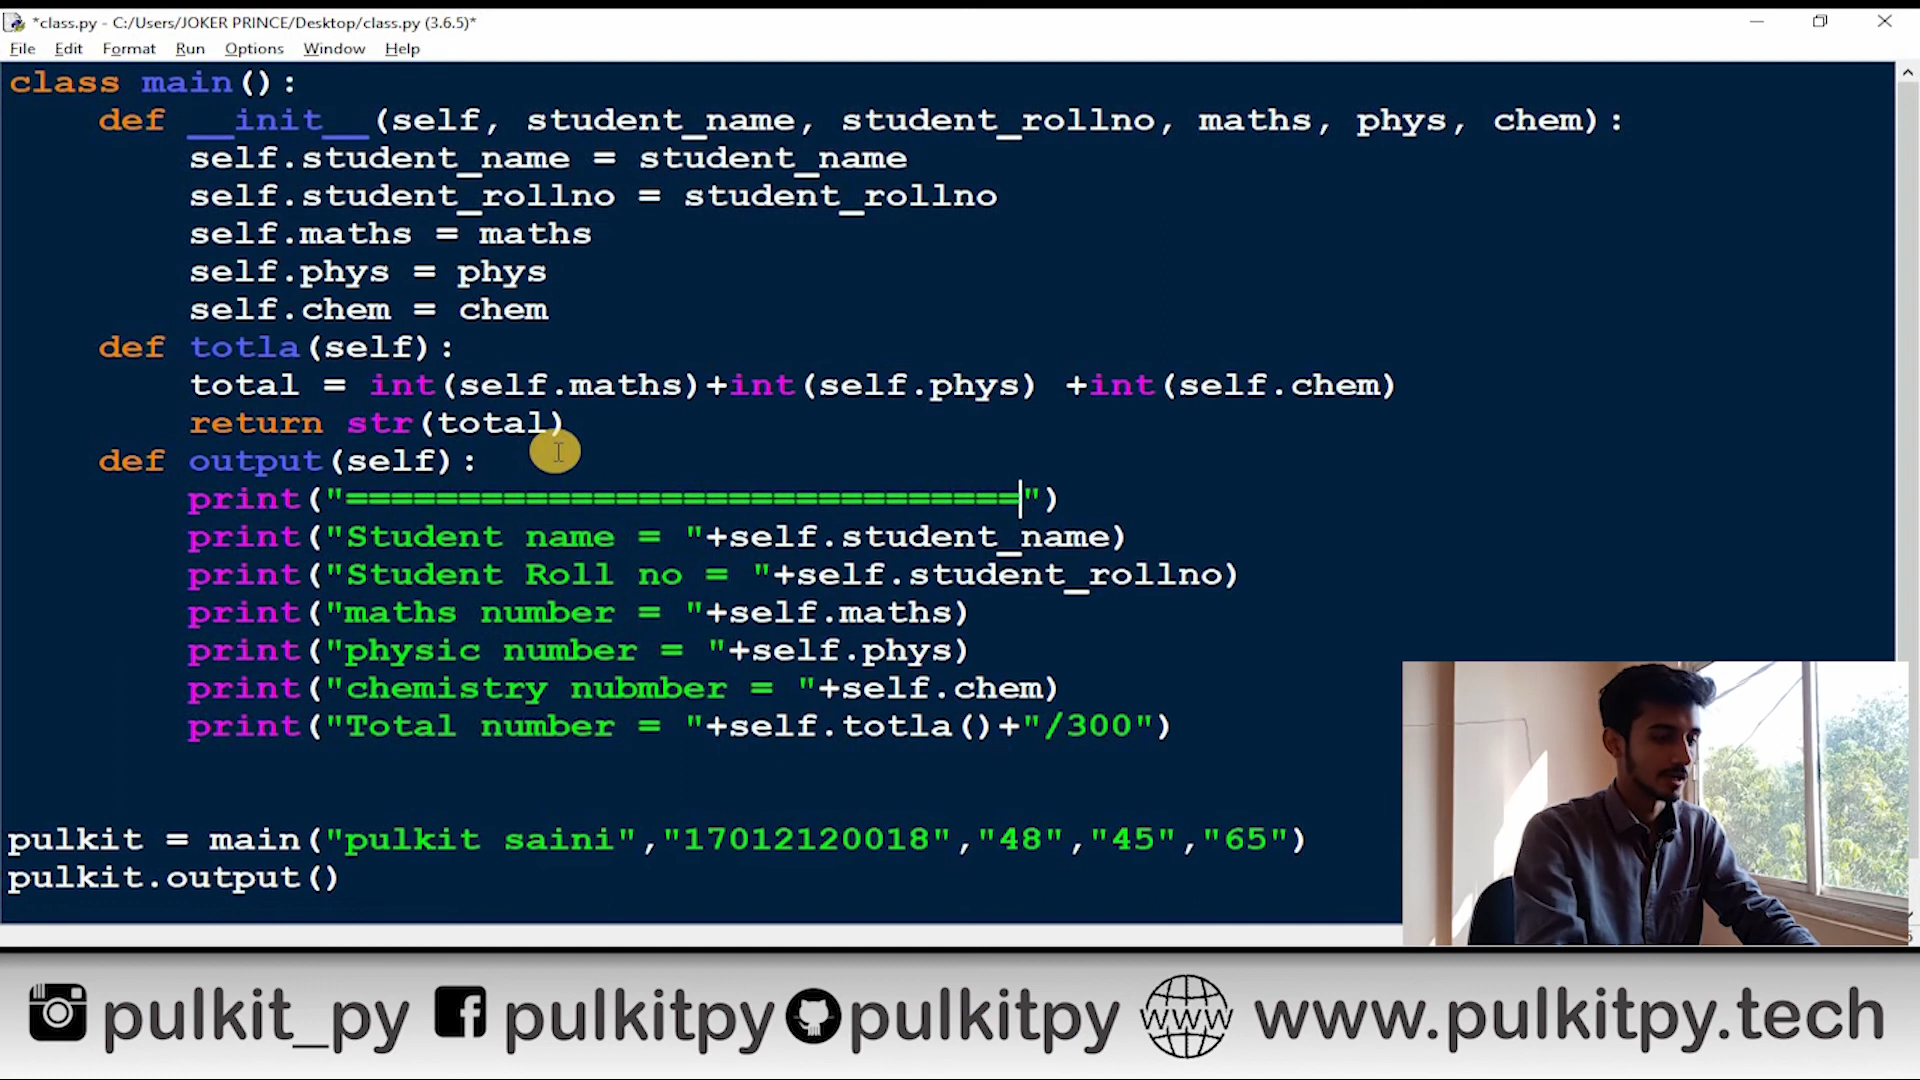 *class.py - C:/Users/JOKER PRINCE/Desktop/class.py (3.6.5)*
File Edit Format Run Options Window Help
class main():
    def __init__(self, student_name, student_rollno, maths, phys, chem):
        self.student_name = student_name
        self.student_rollno = student_rollno
        self.maths = maths
        self.phys = phys
        self.chem = chem
    def totla(self):
        total = int(self.maths)+int(self.phys) +int(self.chem)
        return str(total)
    def output(self):
        print("==============================")
        print("Student name = "+self.student_name)
        print("Student Roll no = "+self.student_rollno)
        print("maths number = "+self.maths)
        print("physic number = "+self.phys)
        print("chemistry nubmber = "+self.chem)
        print("Total number = "+self.totla()+"/300")
pulkit = main("pulkit saini","17012120018","48","45","65")
pulkit.output()
pulkit_py pulkitpy pulkitpy www www.pulkitpy.tech